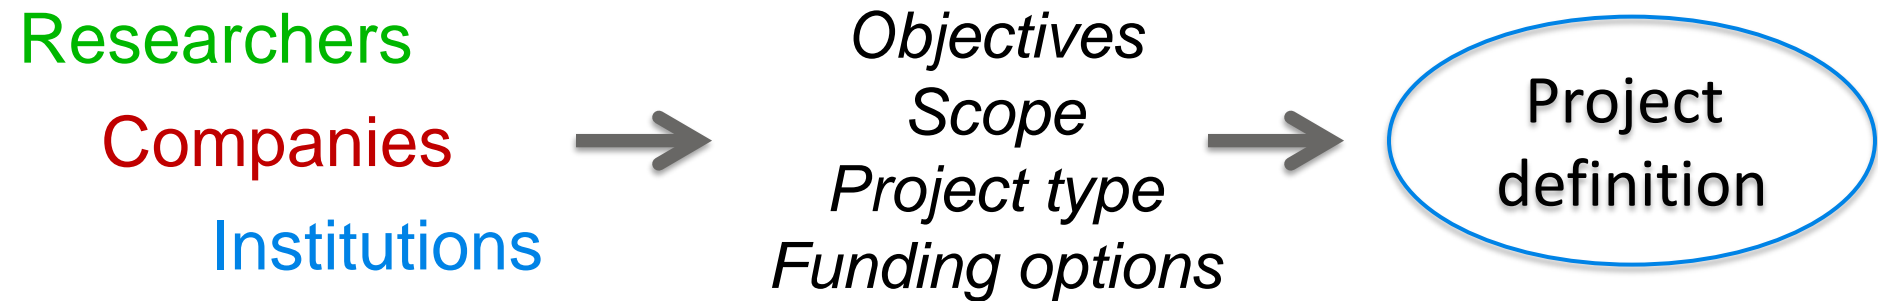 Researchers
Companies
Institutions
Objectives
Scope
Project type
Funding options
Project
definition